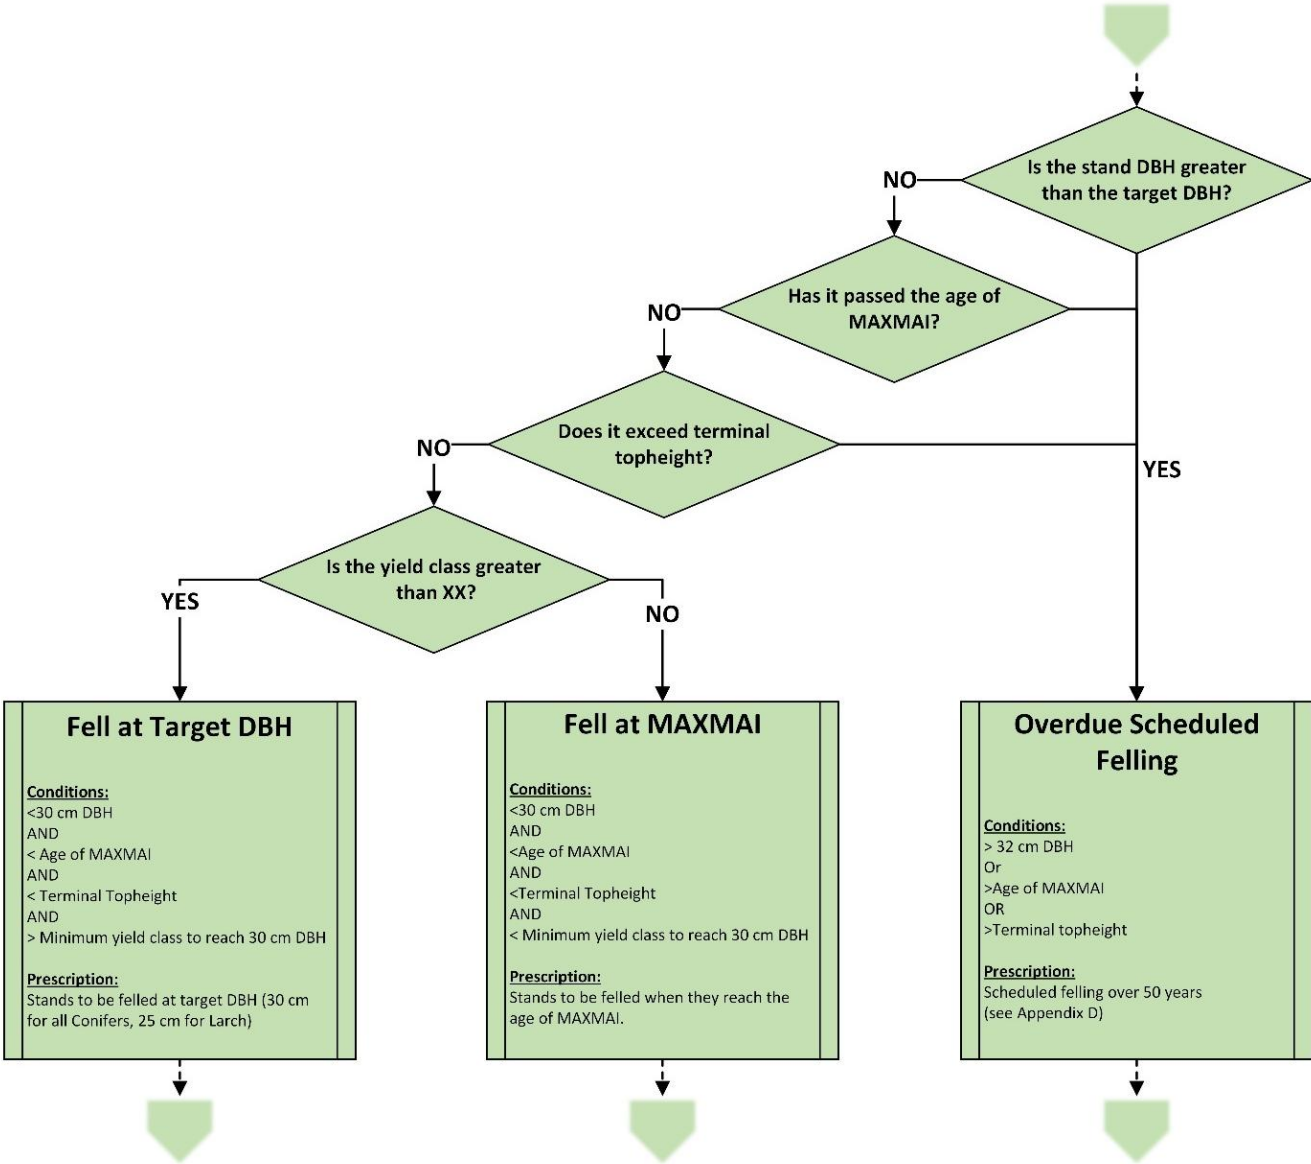 Is the stand DBH greater
than the target DBH?
NO
Has it passed the age of
MAXMAI?
NO
Does it exceed terminal
topheight?
NO
YES
Is the yield class greater
than XX?
YES
NO
Fell at Target DBH
Conditions:
<30 cm DBH
AND
< Age of MAXMAI
AND
< Terminal Topheight
AND
> Minimum yield class to reach 30 cm DBH
Prescription:
Stands to be felled at target DBH (30 cm
for all Conifers, 25 cm for Larch)
Fell at MAXMAI
Conditions:
<30 cm DBH
AND
<Age of MAXMAI
AND
<Terminal Topheight
AND
< Minimum yield class to reach 30 cm DBH
Prescription:
Stands to be felled when they reach the
age of MAXMAI.
Overdue Scheduled
Felling
Conditions:
> 32 cm DBH
Or
>Age of MAXMAI
OR
>Terminal topheight
Prescription:
Scheduled felling over 50 years
(see Appendix D)